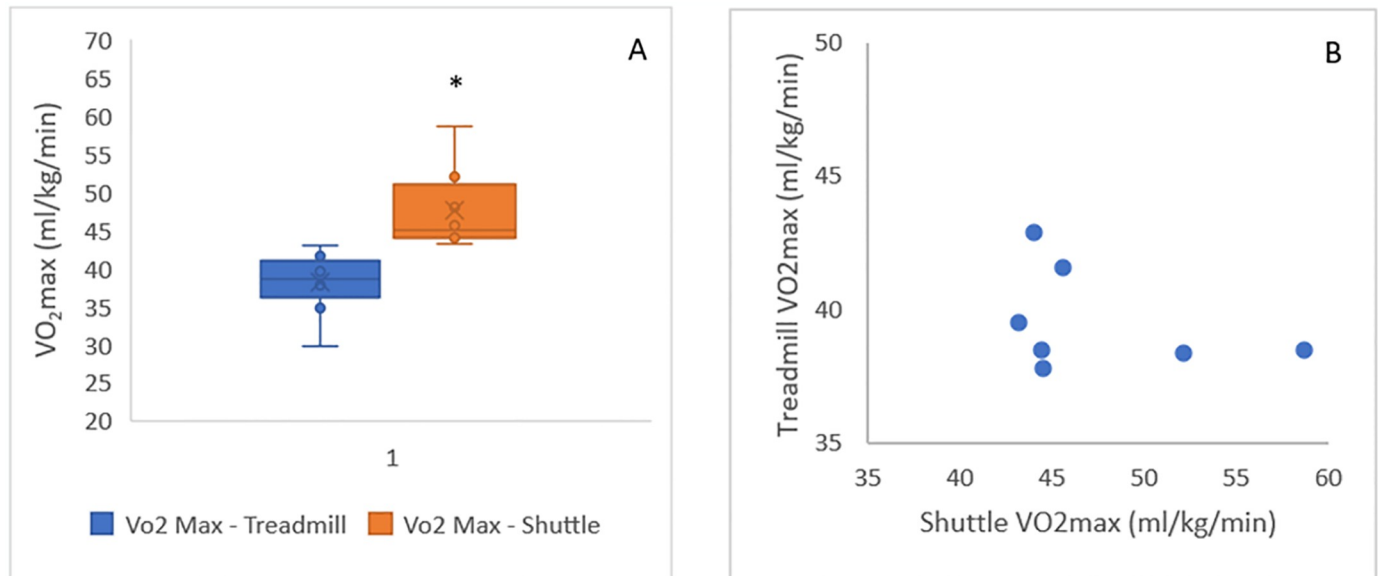 A
*
70
65
60
55
50
45
40
35
30
25
20
VO2max (ml/kg/min)
1
Vo2 Max - Treadmill
Vo2 Max - Shuttle
B
50
45
40
35
Treadmill VO2max (ml/kg/min)
35 40 45 50 55 60
Shuttle VO2max (ml/kg/min)